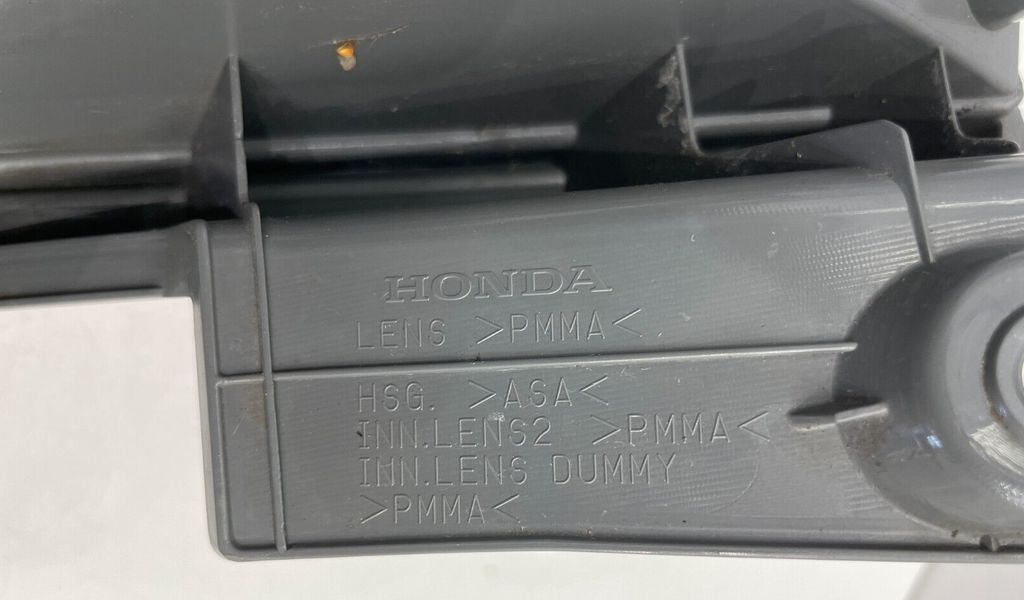 HONDA
LENS >PMMA<
HSG. >ASA<
INN.LENS2 >PMMA<
INN.LENS DUMMY
>PMMA<